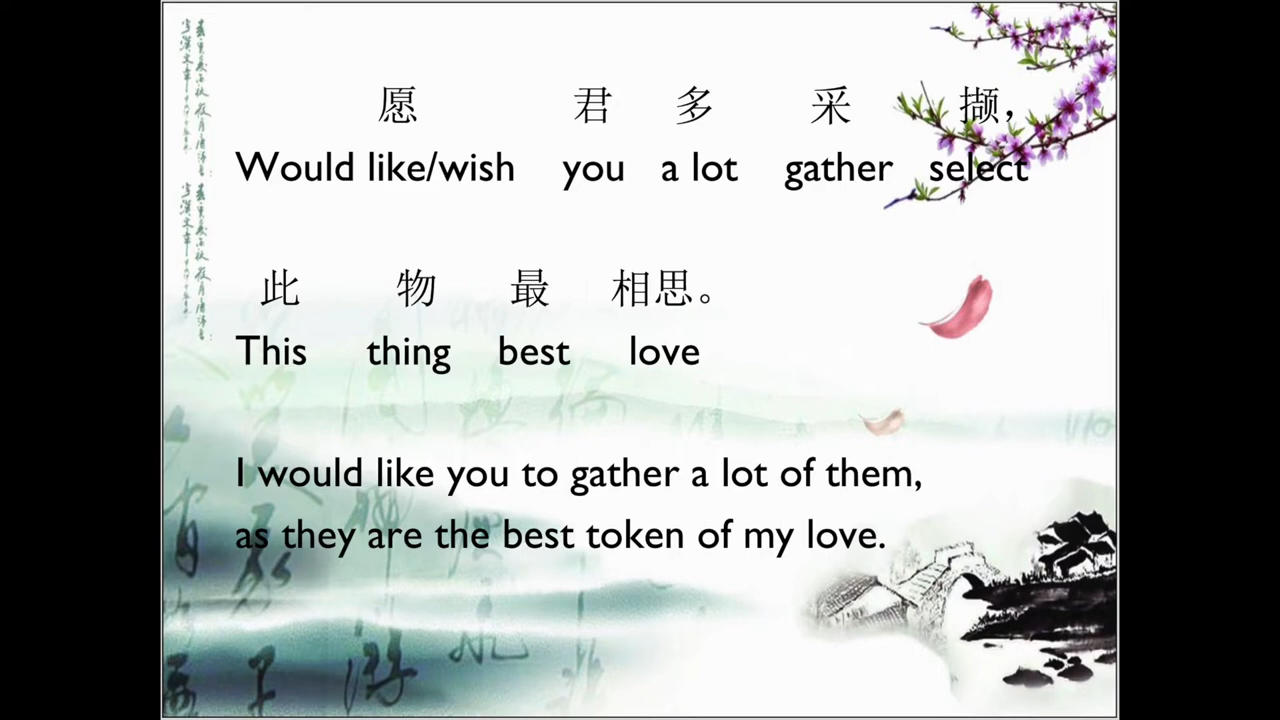 愿 君 多 采 撷，
Would like/wish you a lot gather select
此 物 最 相思。
This thing best love
I would like you to gather a lot of them,
as they are the best token of my love.